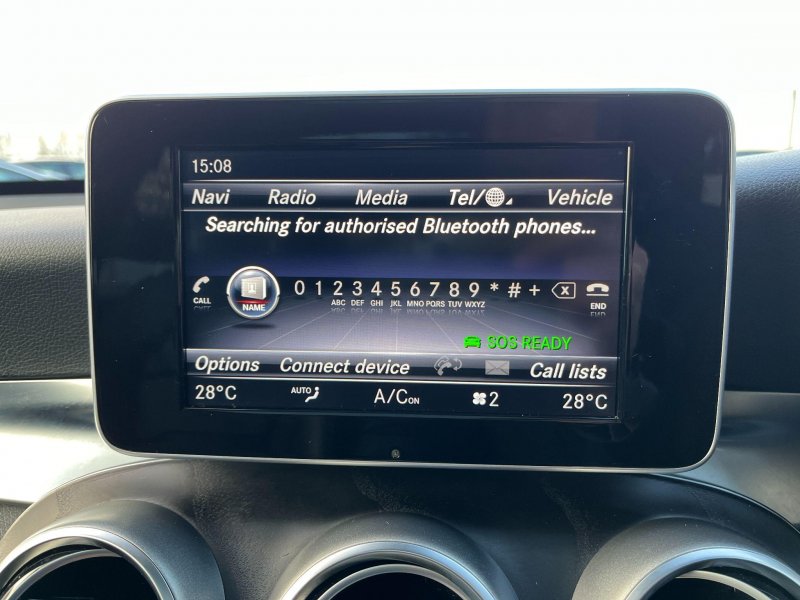 15:08
Navi Radio Media Tel/ Vehicle
Searching for authorised Bluetooth phones...
CALL NAME 0 1 2 3 4 5 6 7 8 9 * # + END
ABC DEF GHI JKL MNO PQRS TUV WXYZ
SOS READY
Options Connect device Call lists
28°C AUTO A/C ON 2 28°C